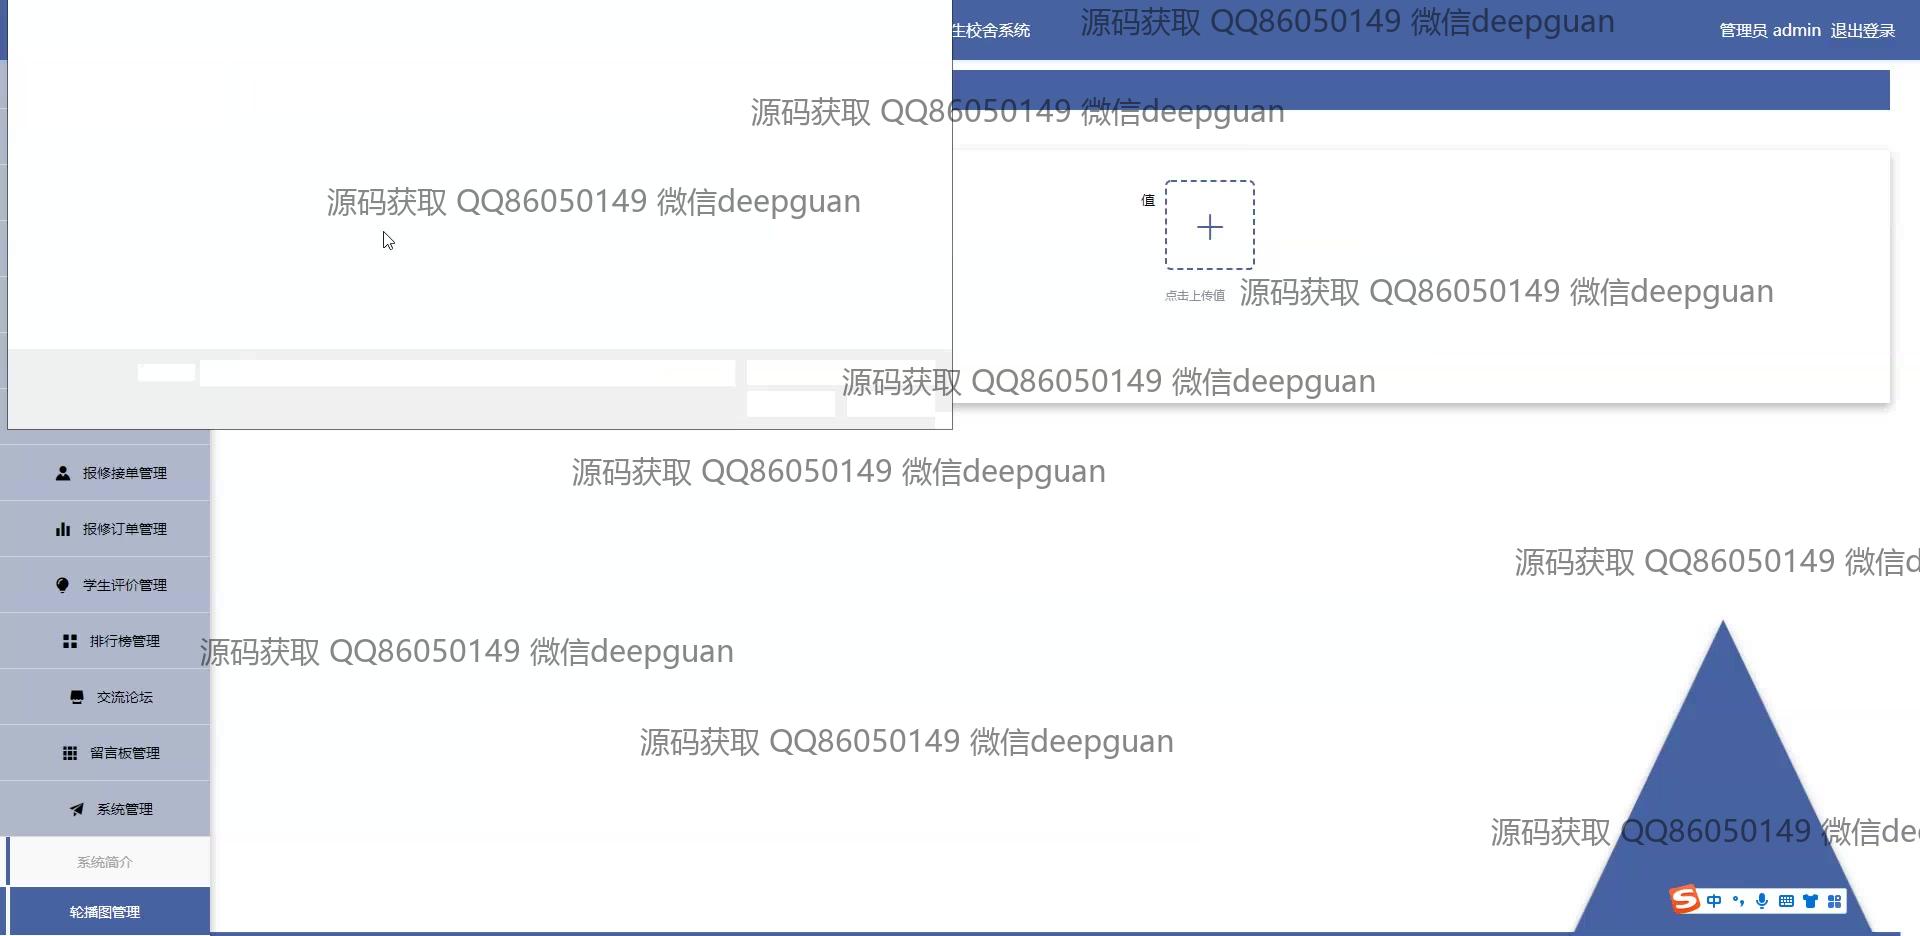 生校舍系统
源码获取 QQ86050149 微信deepguan
管理员 admin 退出登录
源码获取 QQ86050149 微信deepguan
源码获取 QQ86050149 微信deepguan
值
点击上传值
源码获取 QQ86050149 微信deepguan
源码获取 QQ86050149 微信deepguan
报修接单管理
源码获取 QQ86050149 微信deepguan
报修订单管理
源码获取 QQ86050149 微信d
学生评价管理
排行榜管理
源码获取 QQ86050149 微信deepguan
交流论坛
留言板管理
源码获取 QQ86050149 微信deepguan
系统管理
源码获取 QQ86050149 微信dee
系统简介
轮播图管理
S中